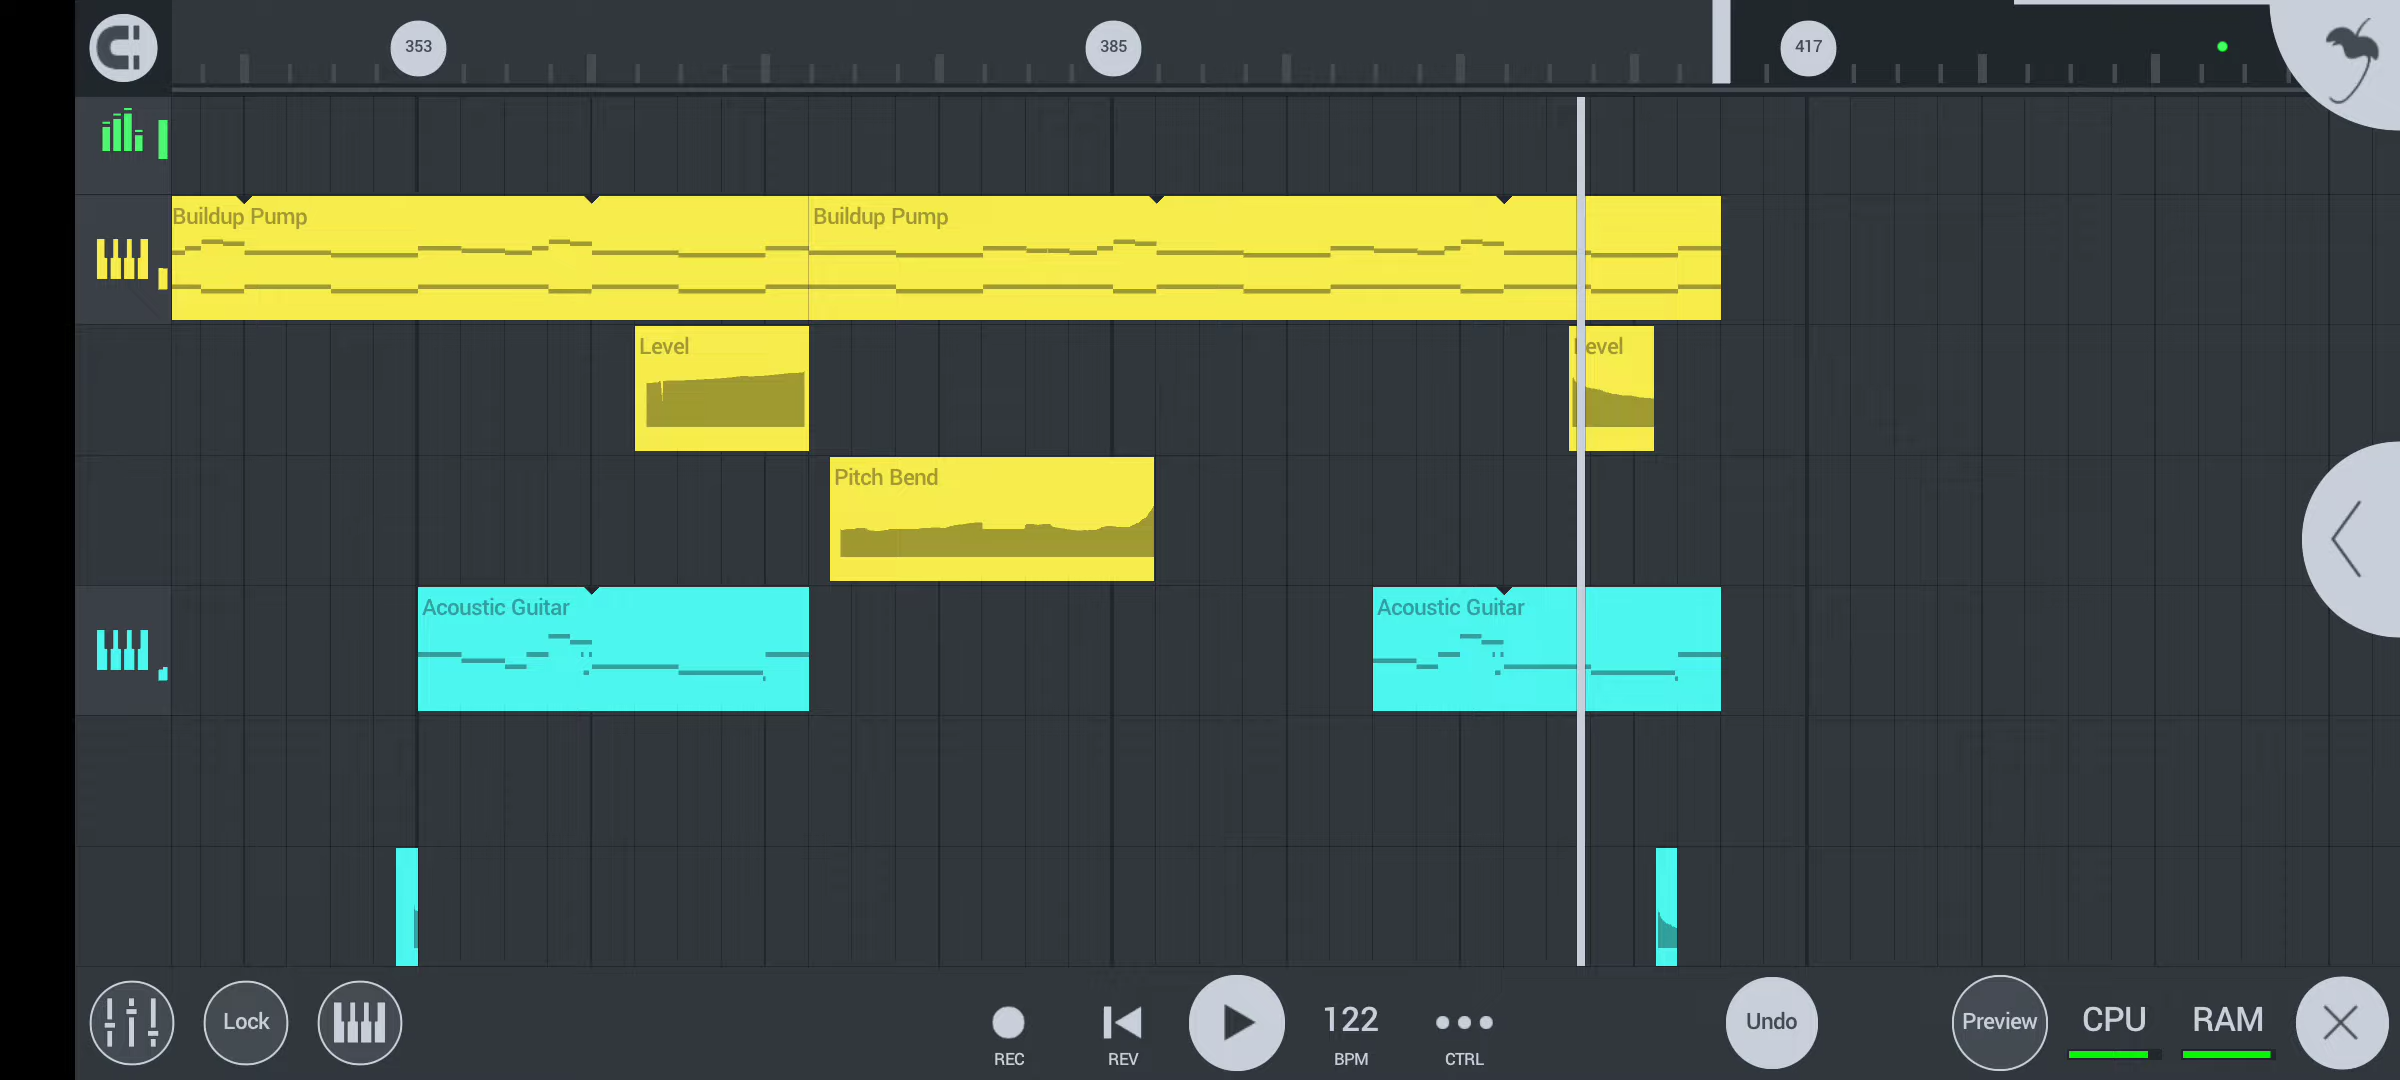 353
385
417
Buildup Pump
Buildup Pump
Level
Level
Pitch Bend
Acoustic Guitar
Acoustic Guitar
Lock
REC
REV
122
BPM
CTRL
Undo
Preview
CPU
RAM